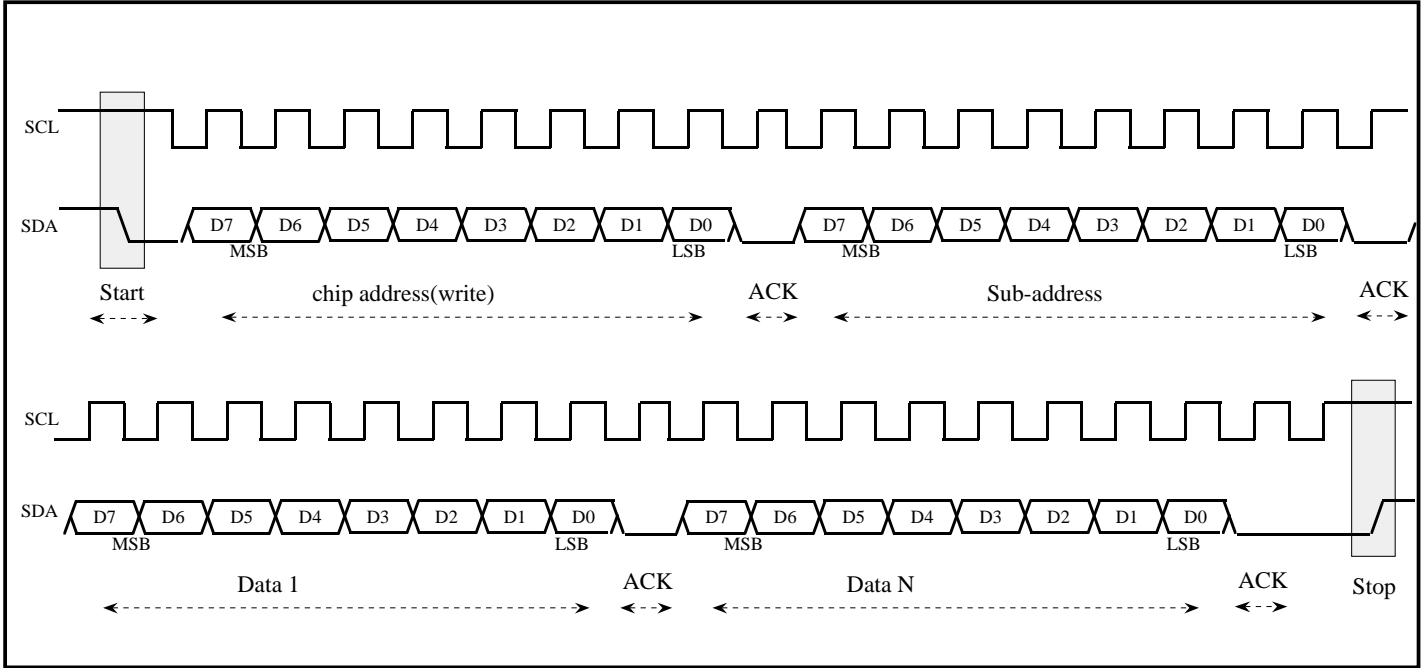 SCL
SDA D7 D6 D5 D4 D3 D2 D1 D0 D7 D6 D5 D4 D3 D2 D1 D0
MSB LSB MSB LSB
Start chip address(write) ACK Sub-address ACK
SCL
SDA D7 D6 D5 D4 D3 D2 D1 D0 D7 D6 D5 D4 D3 D2 D1 D0
MSB LSB MSB LSB
Data 1 ACK Data N ACK Stop